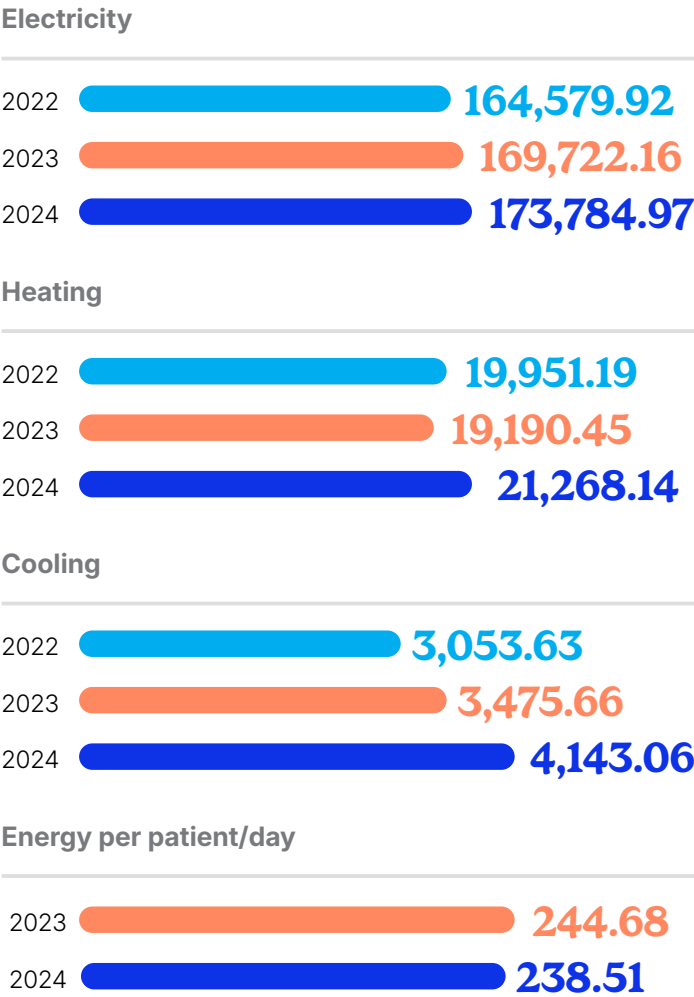 Electricity
2022 164,579.92
2023 169,722.16
2024 173,784.97
Heating
2022 19,951.19
2023 19,190.45
2024 21,268.14
Cooling
2022 3,053.63
2023 3,475.66
2024 4,143.06
Energy per patient/day
2023 244.68
2024 238.51